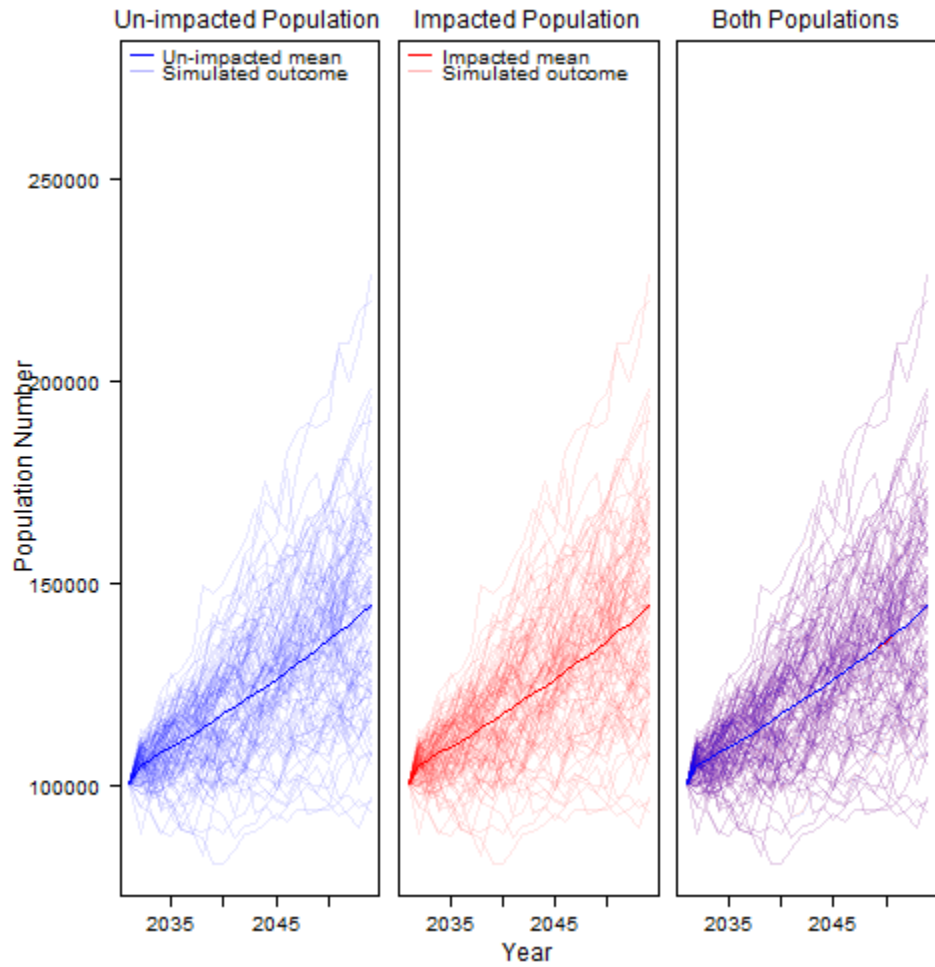 Un-impacted Population
Impacted Population
Both Populations
Un-impacted mean
Simulated outcome
Impacted mean
Simulated outcome
250000
200000
150000
100000
Population Number
2035
2045
2035
2045
2035
2045
Year